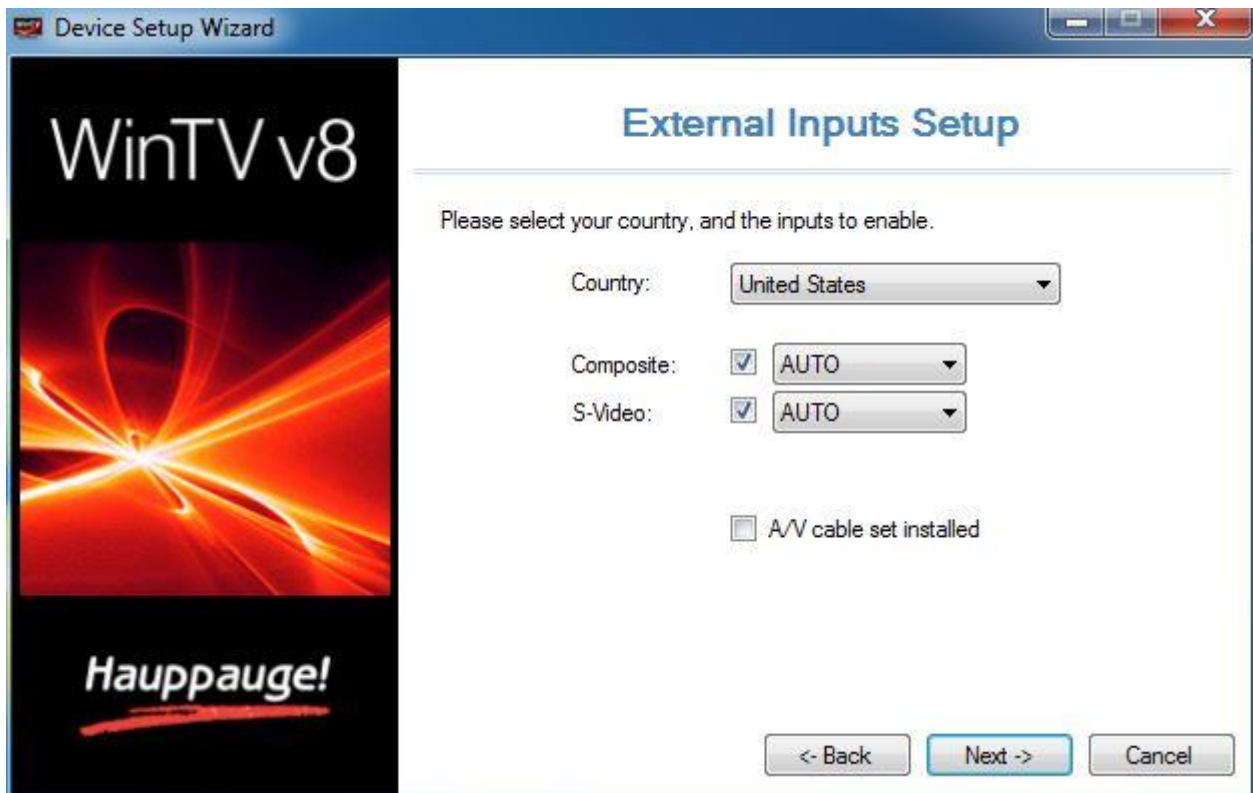 Device Setup Wizard
WinTV v8
External Inputs Setup
Please select your country, and the inputs to enable.
Country: United States
Composite: AUTO
S-Video: AUTO
A/V cable set installed
Hauppauge!
<- Back Next -> Cancel